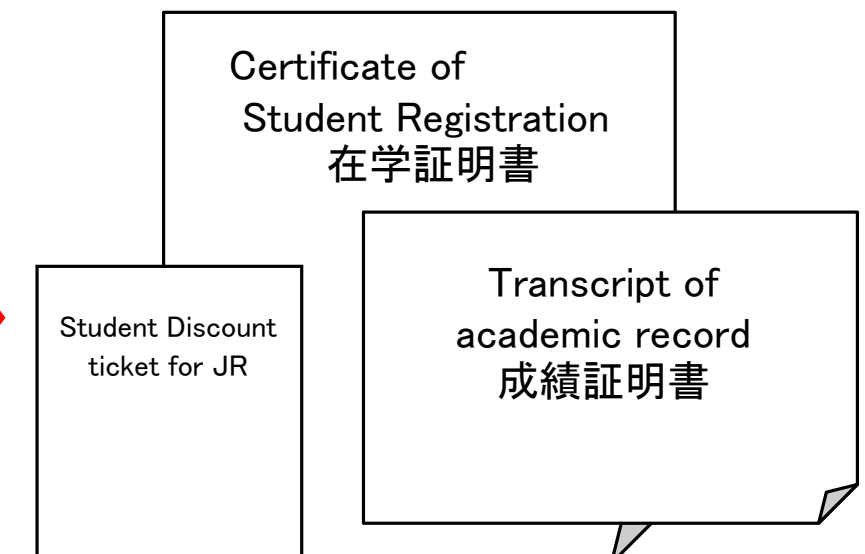 Certificate of
Student Registration
在学証明書
Student Discount
ticket for JR
Transcript of
academic record
成績証明書